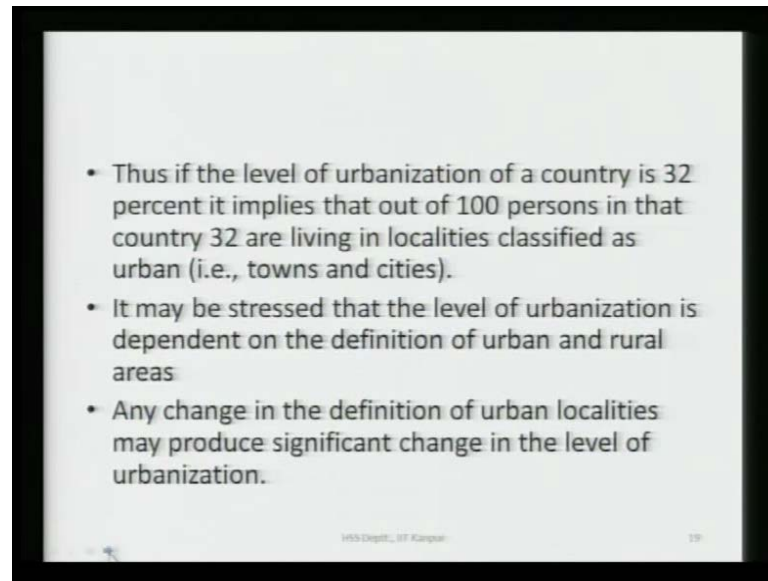 • Thus if the level of urbanization of a country is 32
percent it implies that out of 100 persons in that
country 32 are living in localities classified as
urban (i.e., towns and cities).
• It may be stressed that the level of urbanization is
dependent on the definition of urban and rural
areas
• Any change in the definition of urban localities
may produce significant change in the level of
urbanization.
HSS Deptt., IIT Kanpur 19